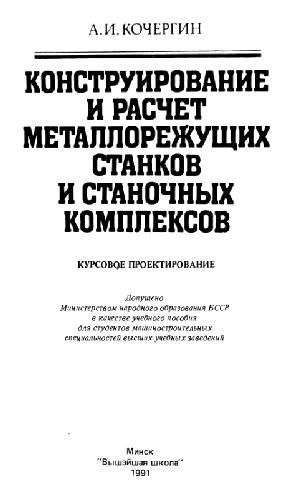 А.И. КОЧЕРГИН
КОНСТРУИРОВАНИЕ
И РАСЧЕТ
МЕТАЛЛОРЕЖУЩИХ
СТАНКОВ
И СТАНОЧНЫХ
КОМПЛЕКСОВ
КУРСОВОЕ ПРОЕКТИРОВАНИЕ
Допущено
Министерством народного образования БССР
в качестве учебного пособия
для студентов машиностроительных
специальностей высших учебных заведений
Минск
"Вышэйшая школа"
1991